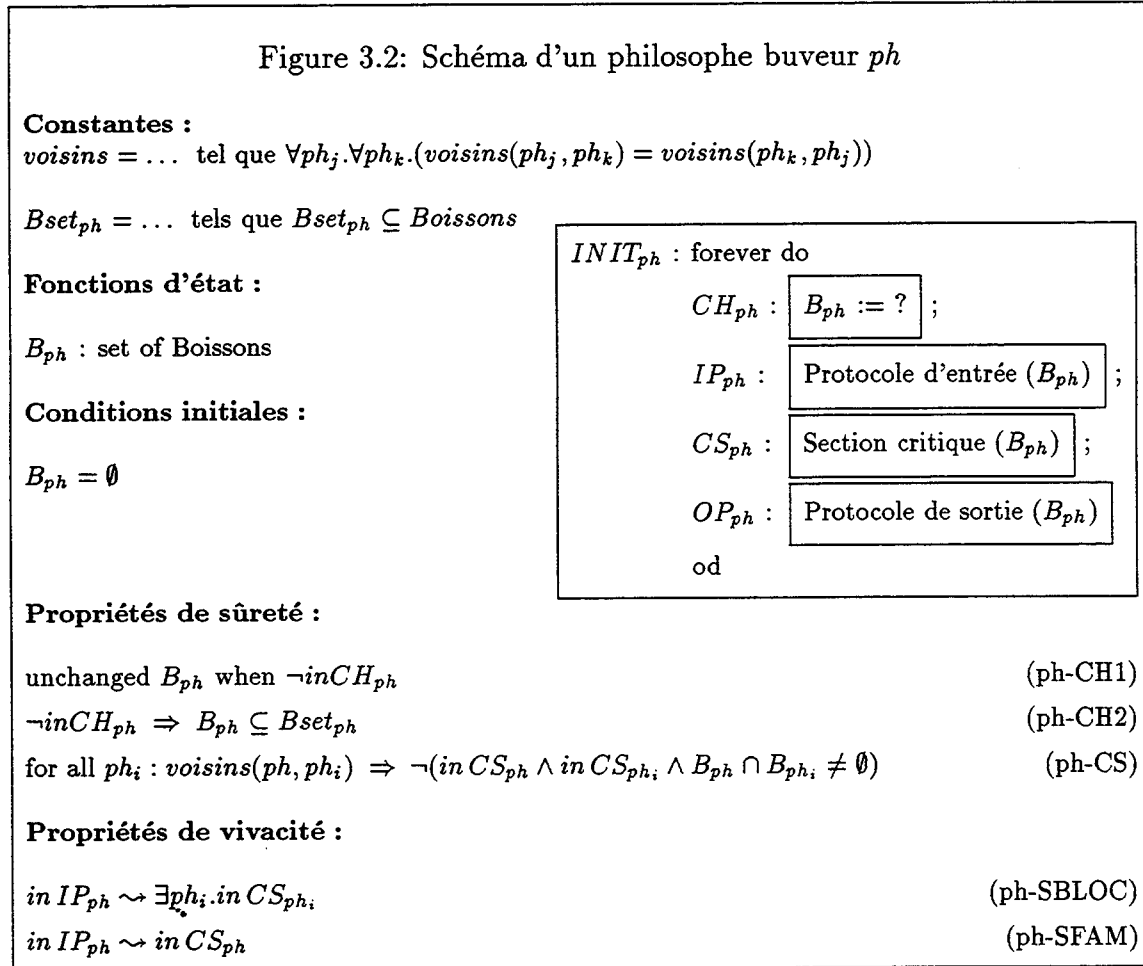 Figure 3.2: Schéma d'un philosophe buveur ph
Constantes :
voisins = ... tel que ∀ph_j.∀ph_k.(voisins(ph_j, ph_k) = voisins(ph_k, ph_j))
Bset_ph = ... tels que Bset_ph ⊆ Boissons
Fonctions d'état :
B_ph : set of Boissons
Conditions initiales :
B_ph = ∅
INIT_ph : forever do
CH_ph : B_ph := ? ;
IP_ph : Protocole d'entrée (B_ph) ;
CS_ph : Section critique (B_ph) ;
OP_ph : Protocole de sortie (B_ph)
od
Propriétés de sûreté :
unchanged B_ph when ¬inCH_ph (ph-CH1)
¬inCH_ph ⇒ B_ph ⊆ Bset_ph (ph-CH2)
for all ph_i : voisins(ph, ph_i) ⇒ ¬(in CS_ph ∧ in CS_ph_i ∧ B_ph ∩ B_ph_i ≠ ∅) (ph-CS)
Propriétés de vivacité :
in IP_ph ⇝ ∃ph_i.in CS_ph_i (ph-SBLOC)
in IP_ph ⇝ in CS_ph (ph-SFAM)